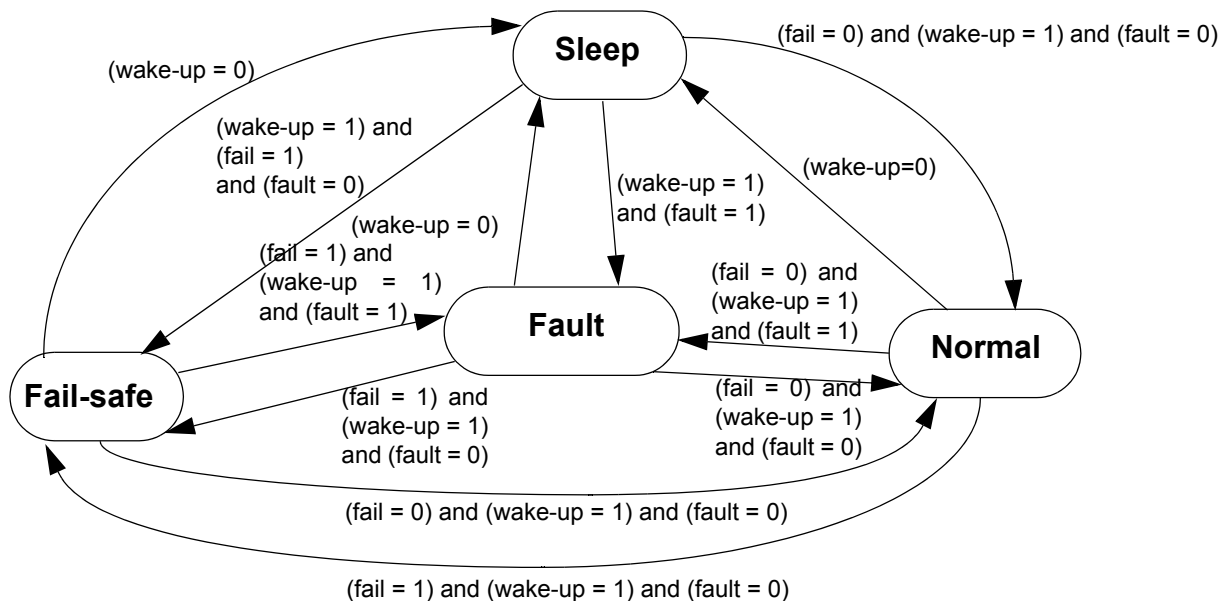 Sleep
(fail = 0) and (wake-up = 1) and (fault = 0)
(wake-up = 0)
(wake-up = 1) and
(fail = 1)
and (fault = 0)
(wake-up=0)
(wake-up = 1)
and (fault = 1)
(wake-up = 0)
(fail = 1) and
(wake-up = 1)
and (fault = 1)
(fail = 0) and
(wake-up = 1)
and (fault = 1)
Fault
Normal
Fail-safe
(fail = 1) and
(wake-up = 1)
and (fault = 0)
(fail = 0) and
(wake-up = 1)
and (fault = 0)
(fail = 0) and (wake-up = 1) and (fault = 0)
(fail = 1) and (wake-up = 1) and (fault = 0)